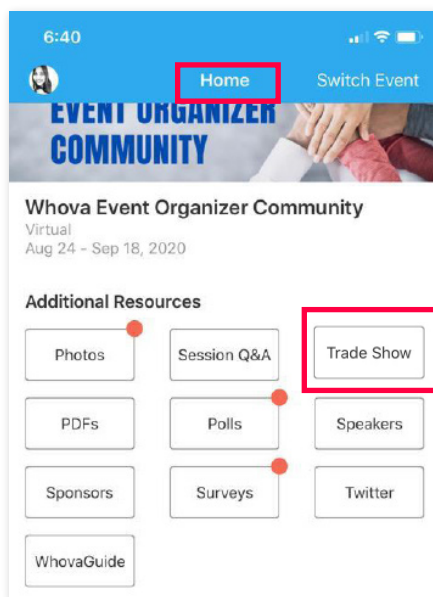 6:40
Home Switch Event
EVENT ORGANIZER
COMMUNITY
Whova Event Organizer Community
Virtual
Aug 24 - Sep 18, 2020
Additional Resources
Photos Session Q&A Trade Show
PDFs Polls Speakers
Sponsors Surveys Twitter
WhovaGuide